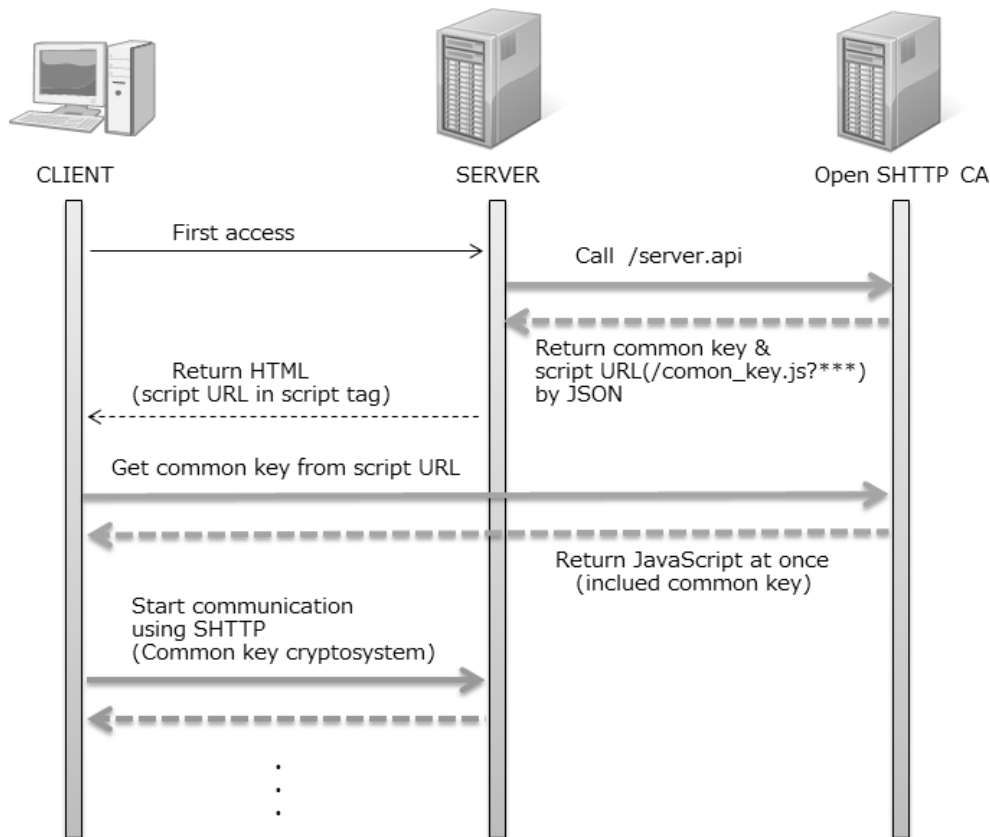 CLIENT
SERVER
Open SHTTP CA
First access
Call /server.api
Return common key &
script URL(/comon_key.js?***)
by JSON
Return HTML
(script URL in script tag)
Get common key from script URL
Return JavaScript at once
(inclued common key)
Start communication
using SHTTP
(Common key cryptosystem)